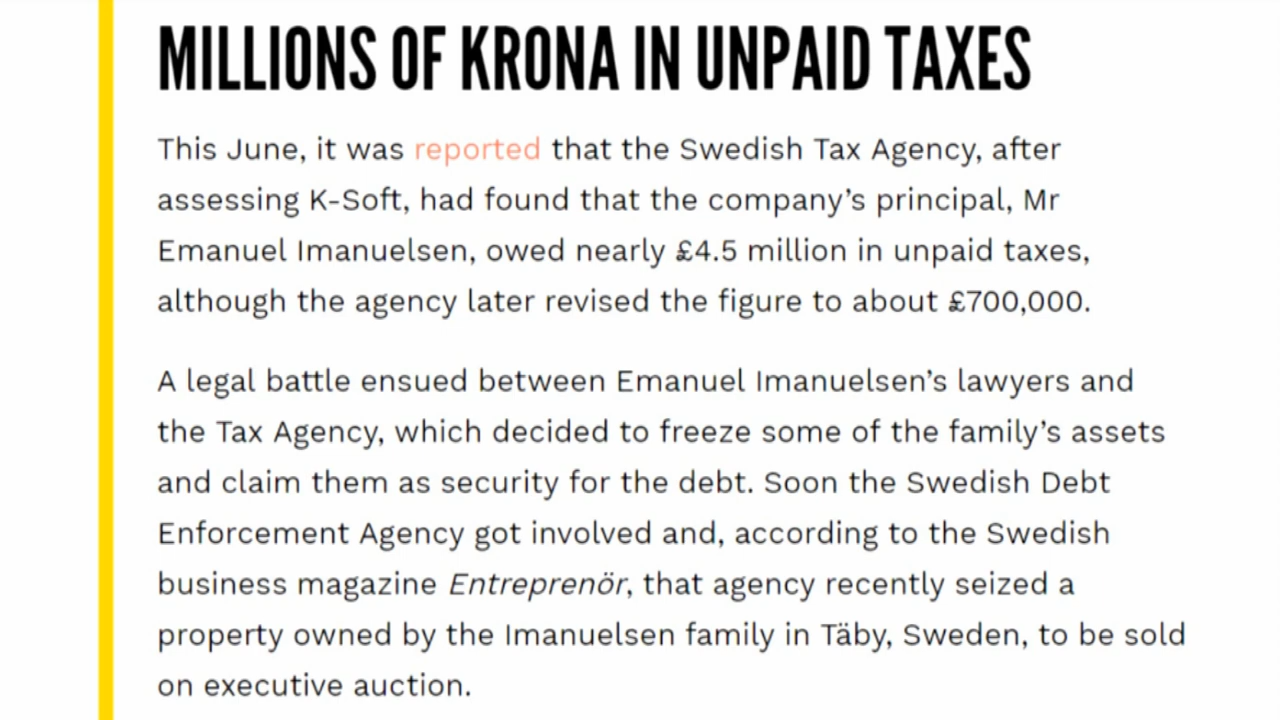 MILLIONS OF KRONA IN UNPAID TAXES
This June, it was reported that the Swedish Tax Agency, after
assessing K-Soft, had found that the company’s principal, Mr
Emanuel Imanuelsen, owed nearly £4.5 million in unpaid taxes,
although the agency later revised the figure to about £700,000.
A legal battle ensued between Emanuel Imanuelsen’s lawyers and
the Tax Agency, which decided to freeze some of the family’s assets
and claim them as security for the debt. Soon the Swedish Debt
Enforcement Agency got involved and, according to the Swedish
business magazine Entreprenör, that agency recently seized a
property owned by the Imanuelsen family in Täby, Sweden, to be sold
on executive auction.